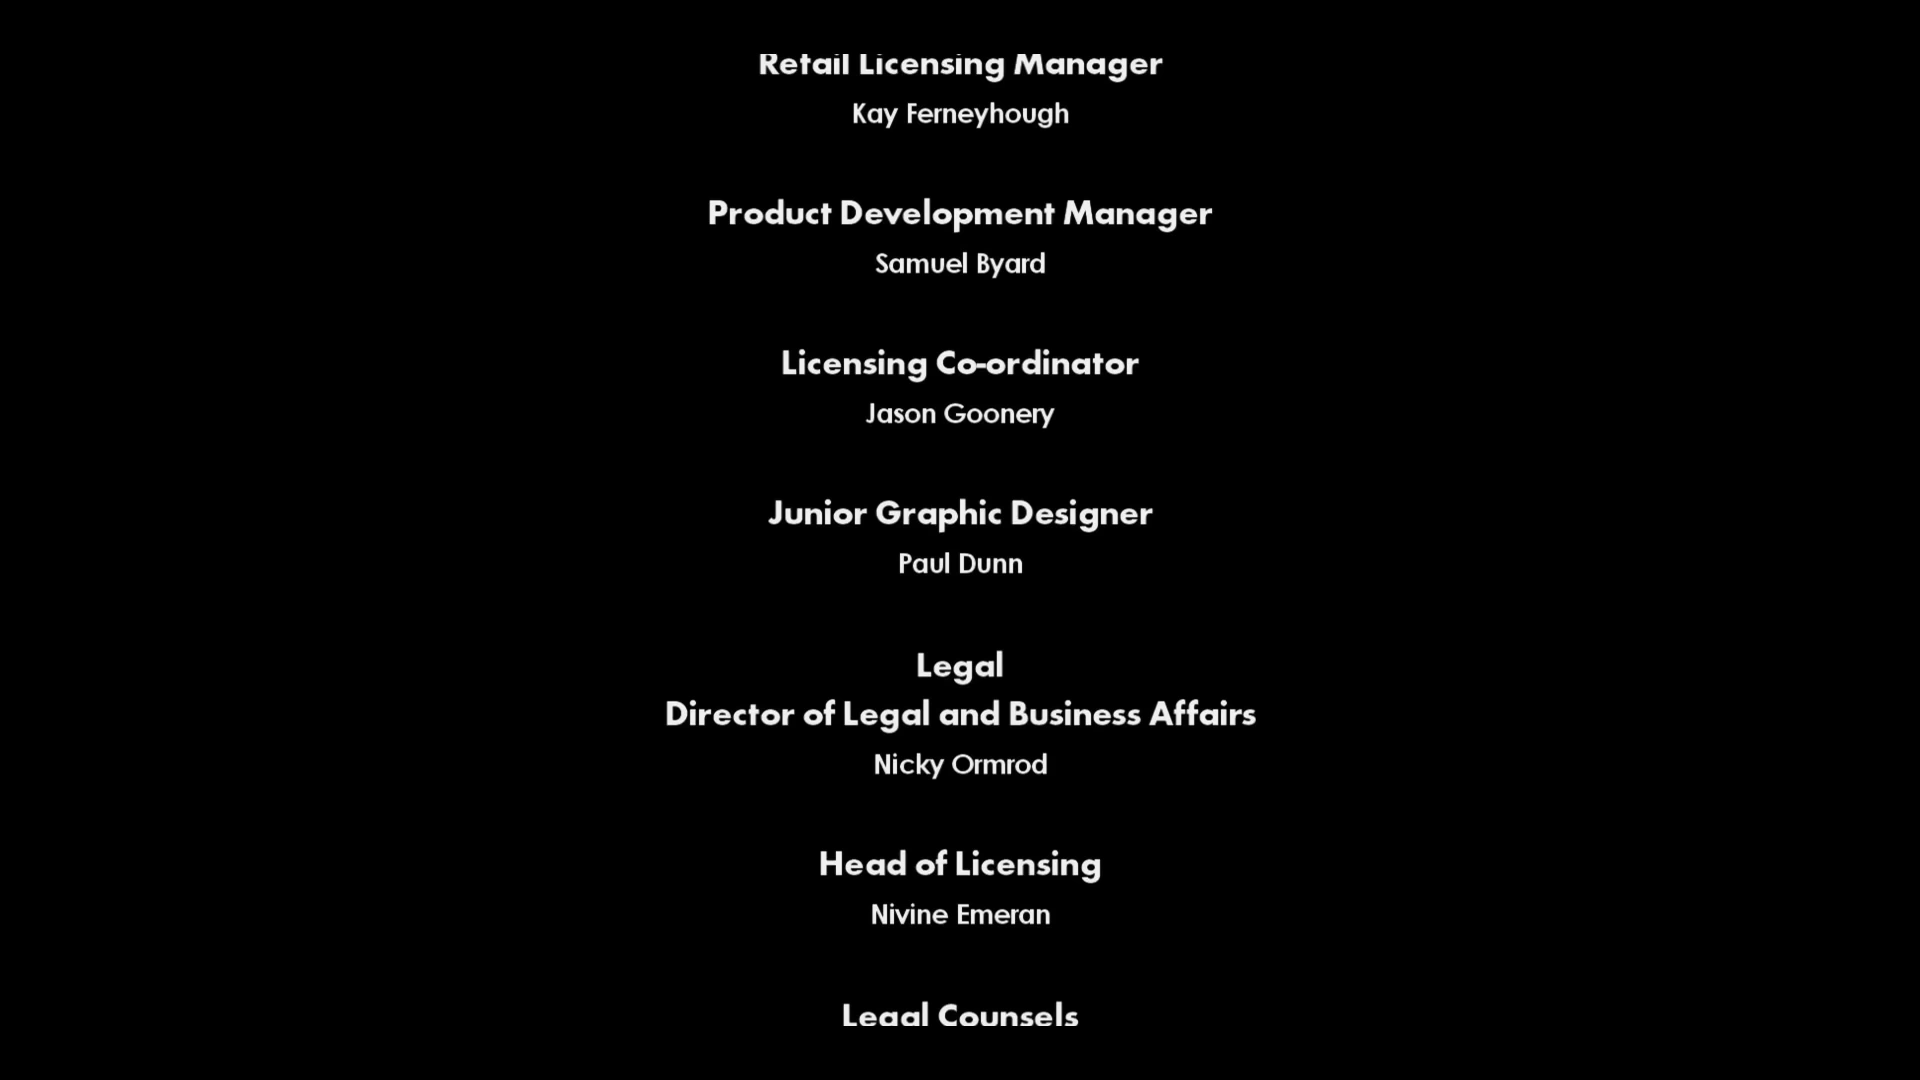 Retail Licensing Manager
Kay Ferneyhough
Product Development Manager
Samuel Byard
Licensing Co-ordinator
Jason Goonery
Junior Graphic Designer
Paul Dunn
Legal
Director of Legal and Business Affairs
Nicky Ormrod
Head of Licensing
Nivine Emeran
Legal Counsels